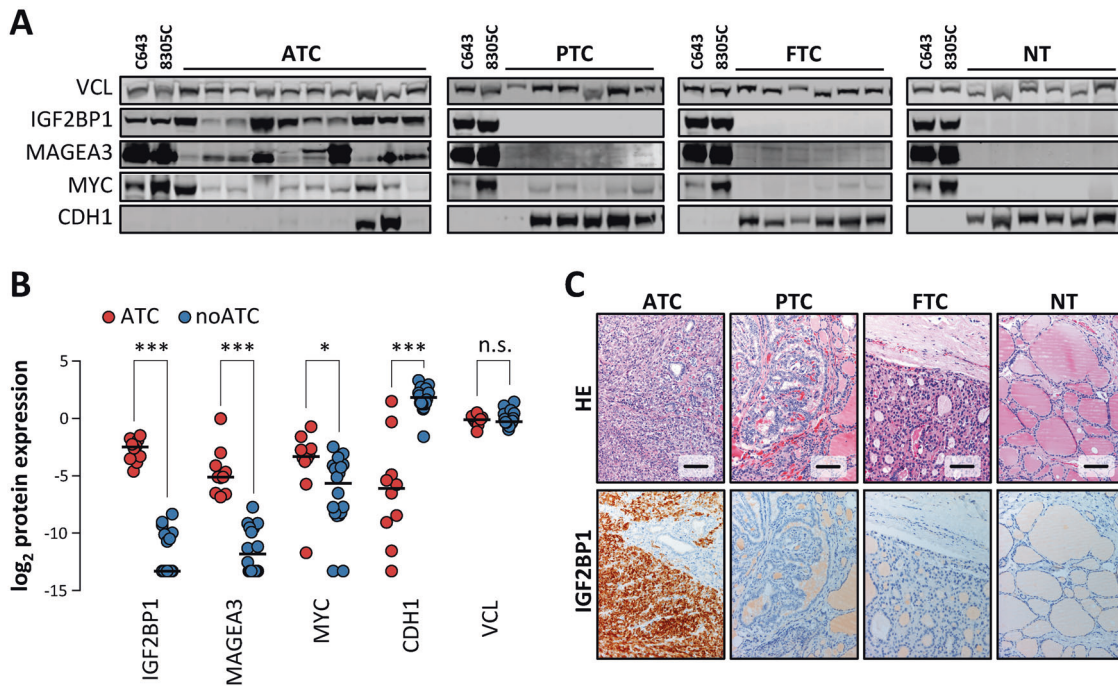 A
C643 8305C ATC C643 8305C PTC C643 8305C FTC C643 8305C NT
VCL
IGF2BP1
MAGEA3
MYC
CDH1
B
ATC noATC
*** *** * *** n.s.
log2 protein expression
5
0
-5
-10
-15
IGF2BP1 MAGEA3 MYC CDH1 VCL
C
ATC PTC FTC NT
HE
IGF2BP1